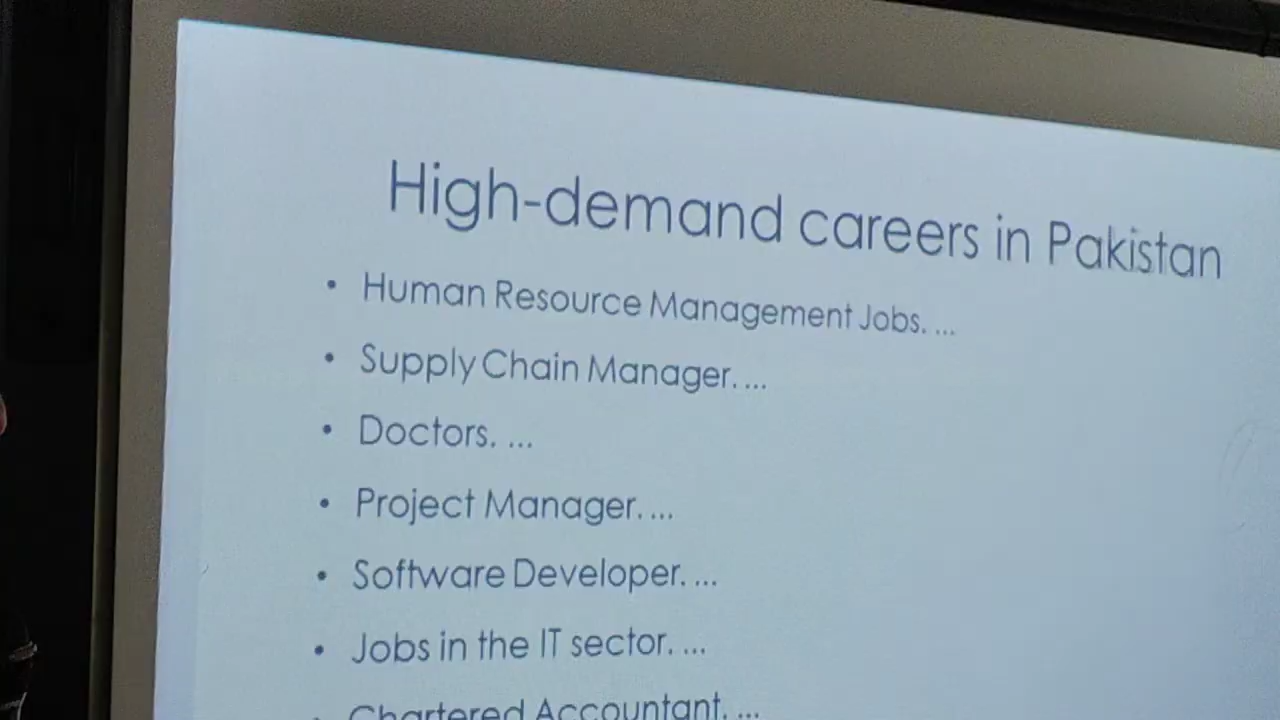 High-demand careers in Pakistan
• Human Resource Management Jobs. ...
• Supply Chain Manager. ...
• Doctors. ...
• Project Manager. ...
• Software Developer. ...
• Jobs in the IT sector. ...
• Chartered Accountant. ...